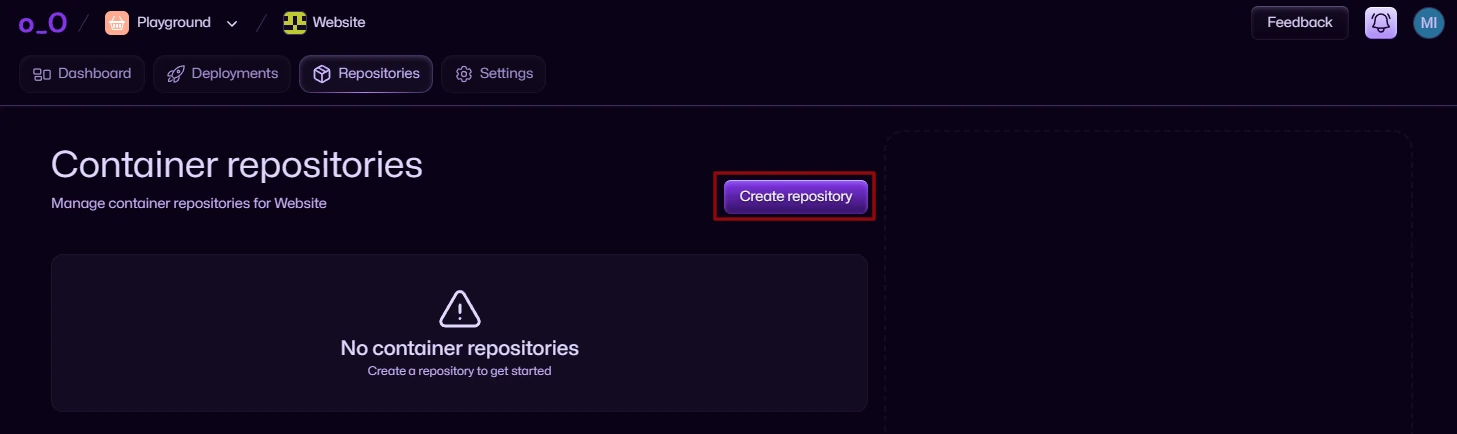 o_O / Playground / Website Feedback MI
Dashboard Deployments Repositories Settings
Container repositories
Manage container repositories for Website
Create repository
No container repositories
Create a repository to get started